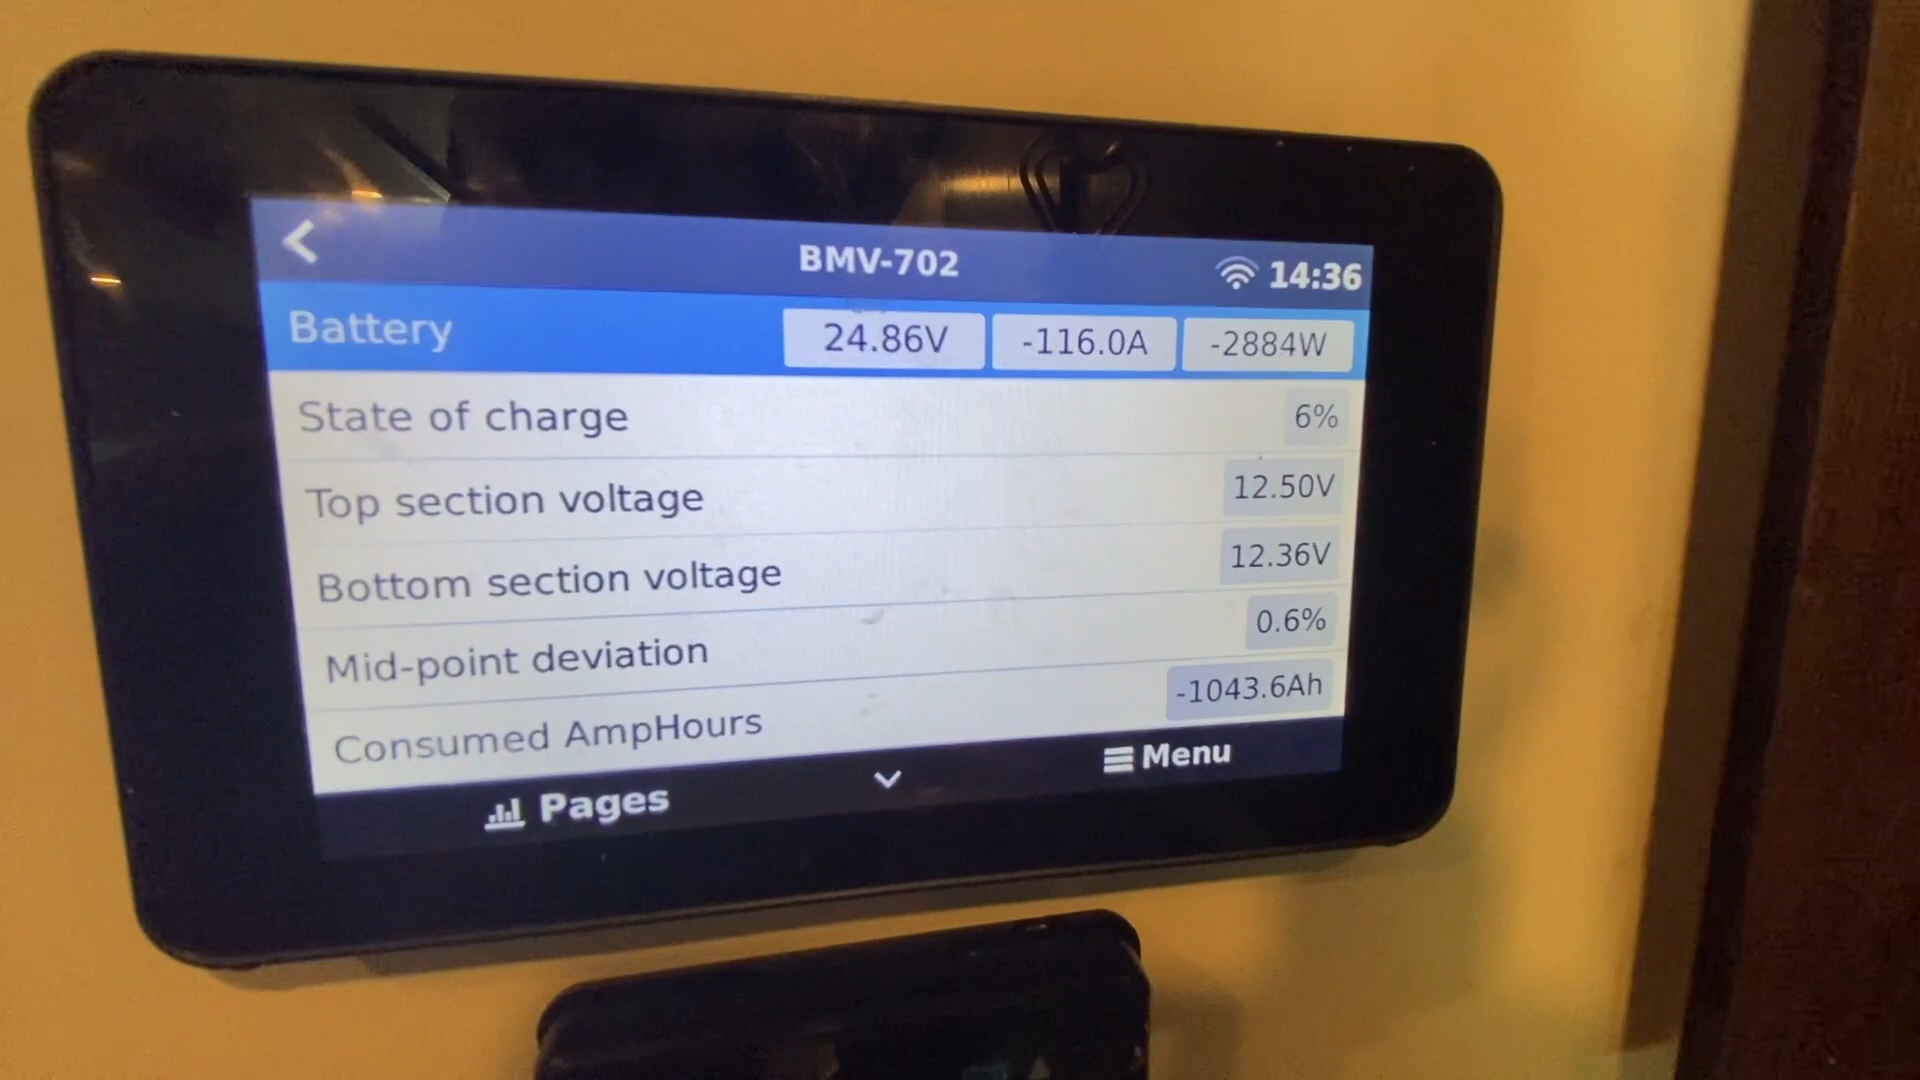 BMV-702
14:36
Battery 24.86V -116.0A -2884W
State of charge 6%
Top section voltage 12.50V
Bottom section voltage 12.36V
Mid-point deviation 0.6%
Consumed AmpHours -1043.6Ah
Pages Menu